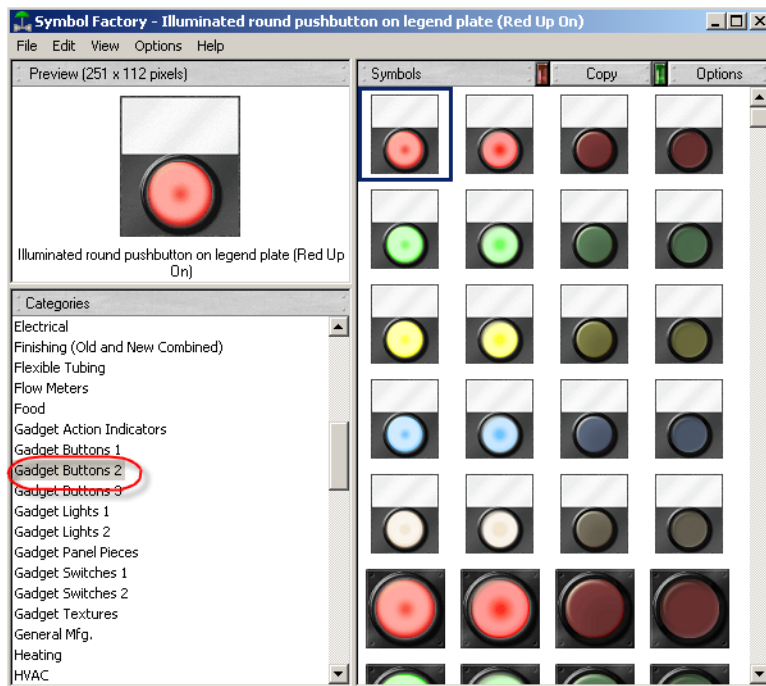 Symbol Factory - Illuminated round pushbutton on legend plate (Red Up On)
File Edit View Options Help
Preview (251 x 112 pixels)
Illuminated round pushbutton on legend plate (Red Up
On)
Categories
Electrical
Finishing (Old and New Combined)
Flexible Tubing
Flow Meters
Food
Gadget Action Indicators
Gadget Buttons 1
Gadget Buttons 2
Gadget Buttons 3
Gadget Lights 1
Gadget Lights 2
Gadget Panel Pieces
Gadget Switches 1
Gadget Switches 2
Gadget Textures
General Mfg.
Heating
HVAC
Symbols Copy Options